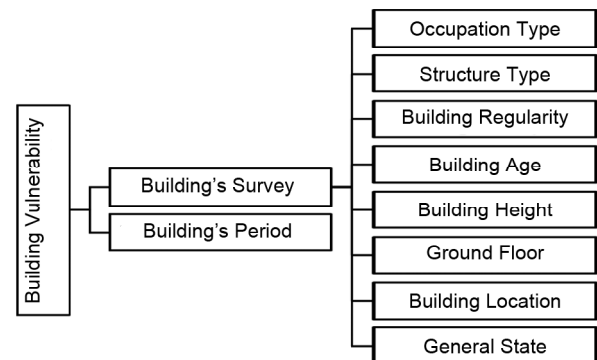 Building Vulnerability
Building's Survey
Building's Period
Occupation Type
Structure Type
Building Regularity
Building Age
Building Height
Ground Floor
Building Location
General State